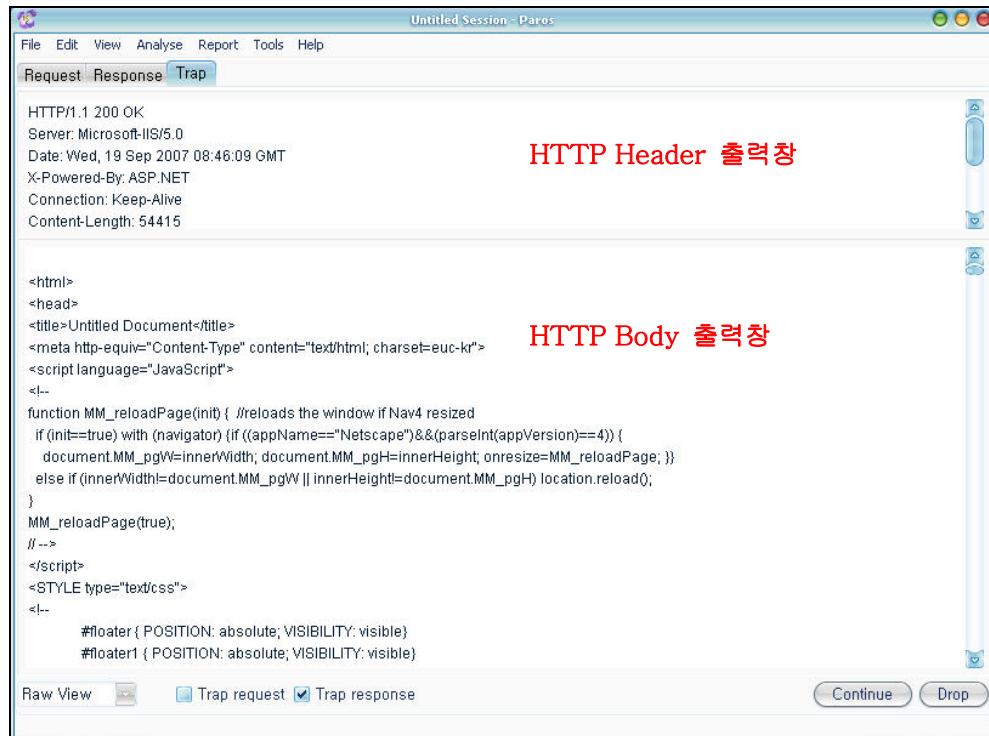 Untitled Session - Paros
File Edit View Analyse Report Tools Help
Request Response Trap
HTTP/1.1 200 OK
Server: Microsoft-IIS/5.0
Date: Wed, 19 Sep 2007 08:46:09 GMT
X-Powered-By: ASP.NET
Connection: Keep-Alive
Content-Length: 54415
HTTP Header 출력창
<html>
<head>
<title>Untitled Document</title>
<meta http-equiv="Content-Type" content="text/html; charset=euc-kr">
<script language="JavaScript">
<!--
function MM_reloadPage(init) { //reloads the window if Nav4 resized
if (init==true) with (navigator) {if ((appName=="Netscape")&&(parseInt(appVersion)==4)) {
document.MM_pgW=innerWidth; document.MM_pgH=innerHeight; onresize=MM_reloadPage; }}
else if (innerWidth!=document.MM_pgW || innerHeight!=document.MM_pgH) location.reload();
}
MM_reloadPage(true);
// -->
</script>
<STYLE type="text/css">
<!--
#floater { POSITION: absolute; VISIBILITY: visible}
#floater1 { POSITION: absolute; VISIBILITY: visible}
HTTP Body 출력창
Raw View Trap request Trap response Continue Drop